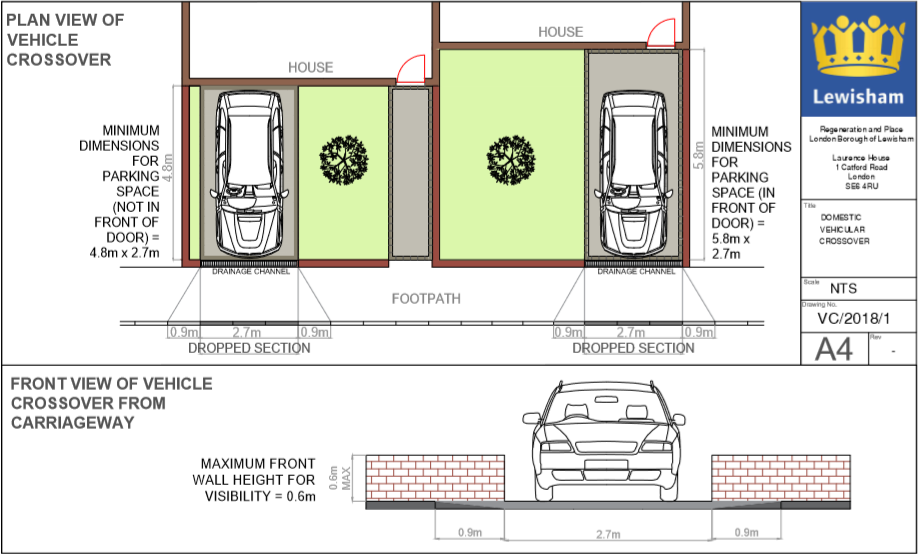 PLAN VIEW OF
VEHICLE
CROSSOVER
HOUSE
HOUSE
MINIMUM
DIMENSIONS
FOR
PARKING
SPACE
(NOT IN
FRONT OF
DOOR) =
4.8m x 2.7m
4.8m
5.8m
MINIMUM
DIMENSIONS
FOR
PARKING
SPACE (IN
FRONT OF
DOOR) =
5.8m x
2.7m
DRAINAGE CHANNEL
DRAINAGE CHANNEL
FOOTPATH
0.9m 2.7m 0.9m
DROPPED SECTION
0.9m 2.7m 0.9m
DROPPED SECTION
Lewisham
Regeneration and Place
London Borough of Lewisham
Laurence House
1 Catford Road
London
SE6 4RU
Title
DOMESTIC
VEHICULAR
CROSSOVER
Scale NTS
Drawing No.
VC/2018/1
A4
Rev
-
FRONT VIEW OF VEHICLE
CROSSOVER FROM
CARRIAGEWAY
MAXIMUM FRONT
WALL HEIGHT FOR
VISIBILITY = 0.6m
0.6m
MAX
0.9m 2.7m 0.9m